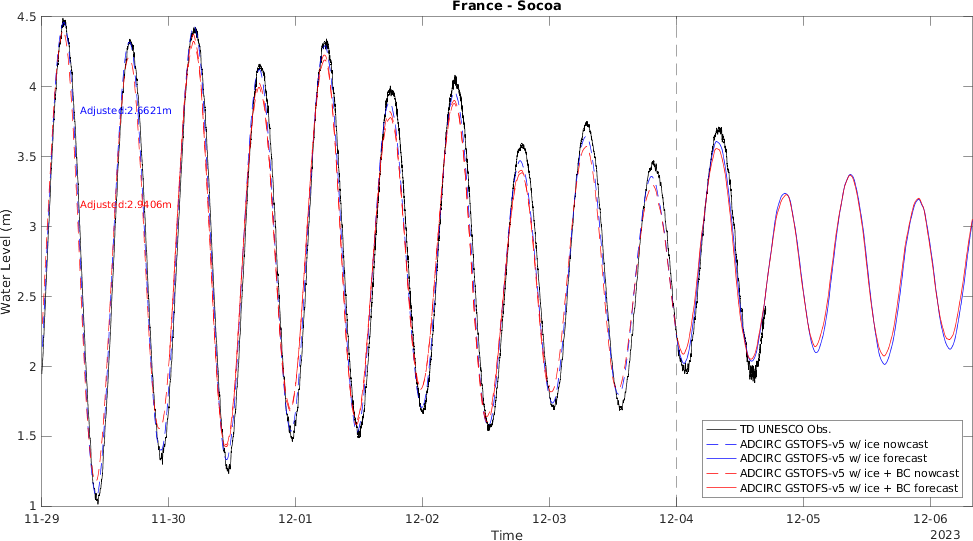 France - Socoa
4.5
4
3.5
3
2.5
2
1.5
1
Water Level (m)
Adjusted:2.6621m
Adjusted:2.9406m
TD UNESCO Obs.
ADCIRC GSTOFS-v5 w/ ice nowcast
ADCIRC GSTOFS-v5 w/ ice forecast
ADCIRC GSTOFS-v5 w/ ice + BC nowcast
ADCIRC GSTOFS-v5 w/ ice + BC forecast
11-29 11-30 12-01 12-02 12-03 12-04 12-05 12-06
Time
2023